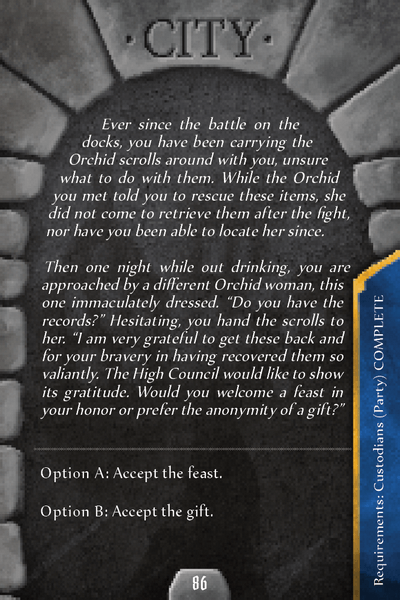 · CITY ·
Ever since the battle on the
docks, you have been carrying the
Orchid scrolls around with you, unsure
what to do with them. While the Orchid
you met told you to rescue these items, she
did not come to retrieve them after the fight,
nor have you been able to locate her since.
Then one night while out drinking, you are
approached by a different Orchid woman, this
one immaculately dressed. “Do you have the
records?” Hesitating, you hand the scrolls to
her. “I am very grateful to get these back and
for your bravery in having recovered them so
valiantly. The High Council would like to show
its gratitude. Would you welcome a feast in
your honor or prefer the anonymity of a gift?”
Option A: Accept the feast.
Option B: Accept the gift.
Requirements: Custodians (Party) COMPLETE
86